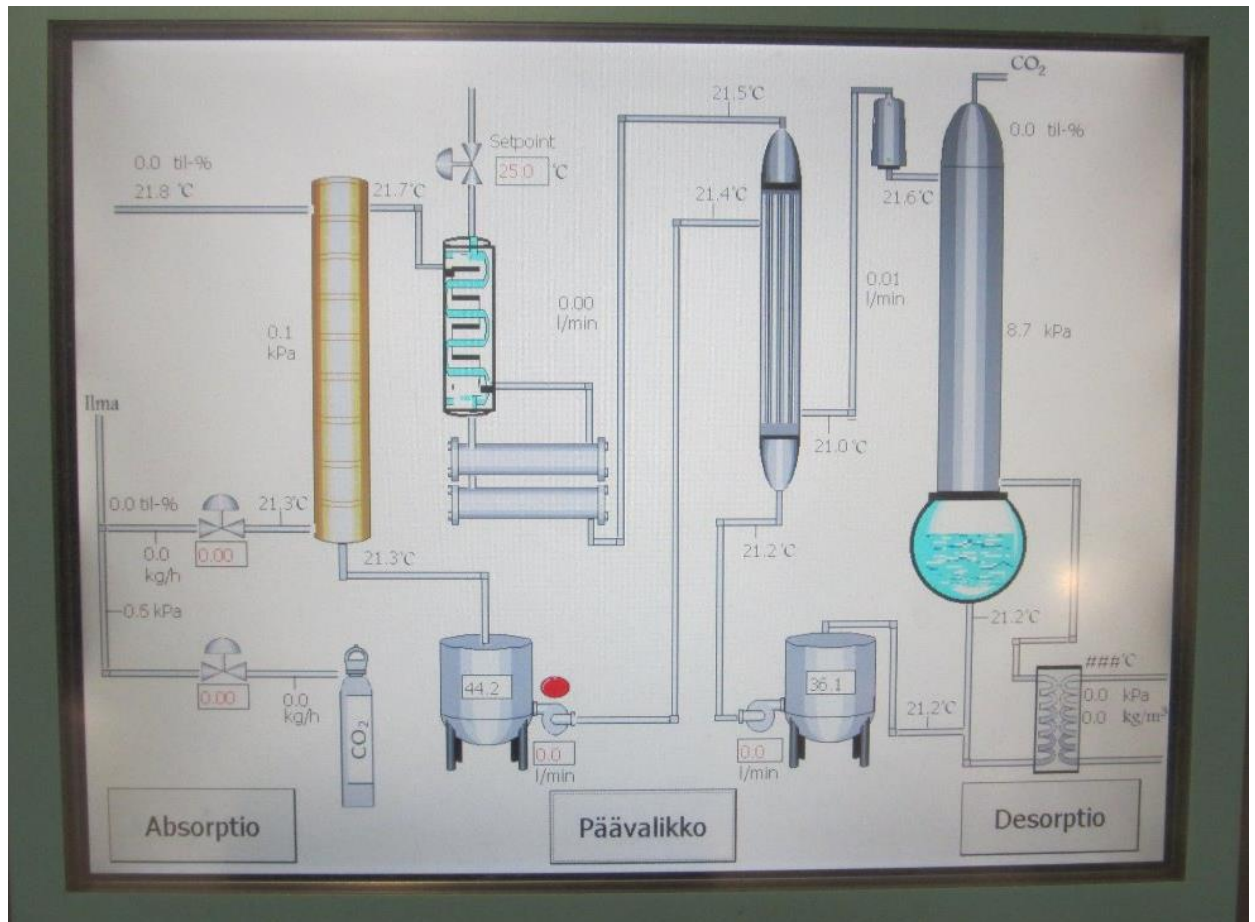 CO₂
21.5°C
0.0 til-%
Setpoint
25.0 °C
0.0 til-%
21.8 °C
21.7°C
21.4°C
21.6°C
0.01
l/min
0.00
l/min
0.1
kPa
8.7 kPa
Ilma
21.0°C
0.0 til-%
21.3°C
0.00
0.0
kg/h
21.3°C
21.2°C
0.5 kPa
21.2°C
###°C
44.2
36.1
0.0 kPa
0.0 kg/m³
0.00
0.0
kg/h
CO₂
21.2°C
0.0
l/min
0.0
l/min
Absorptio
Päävalikko
Desorptio